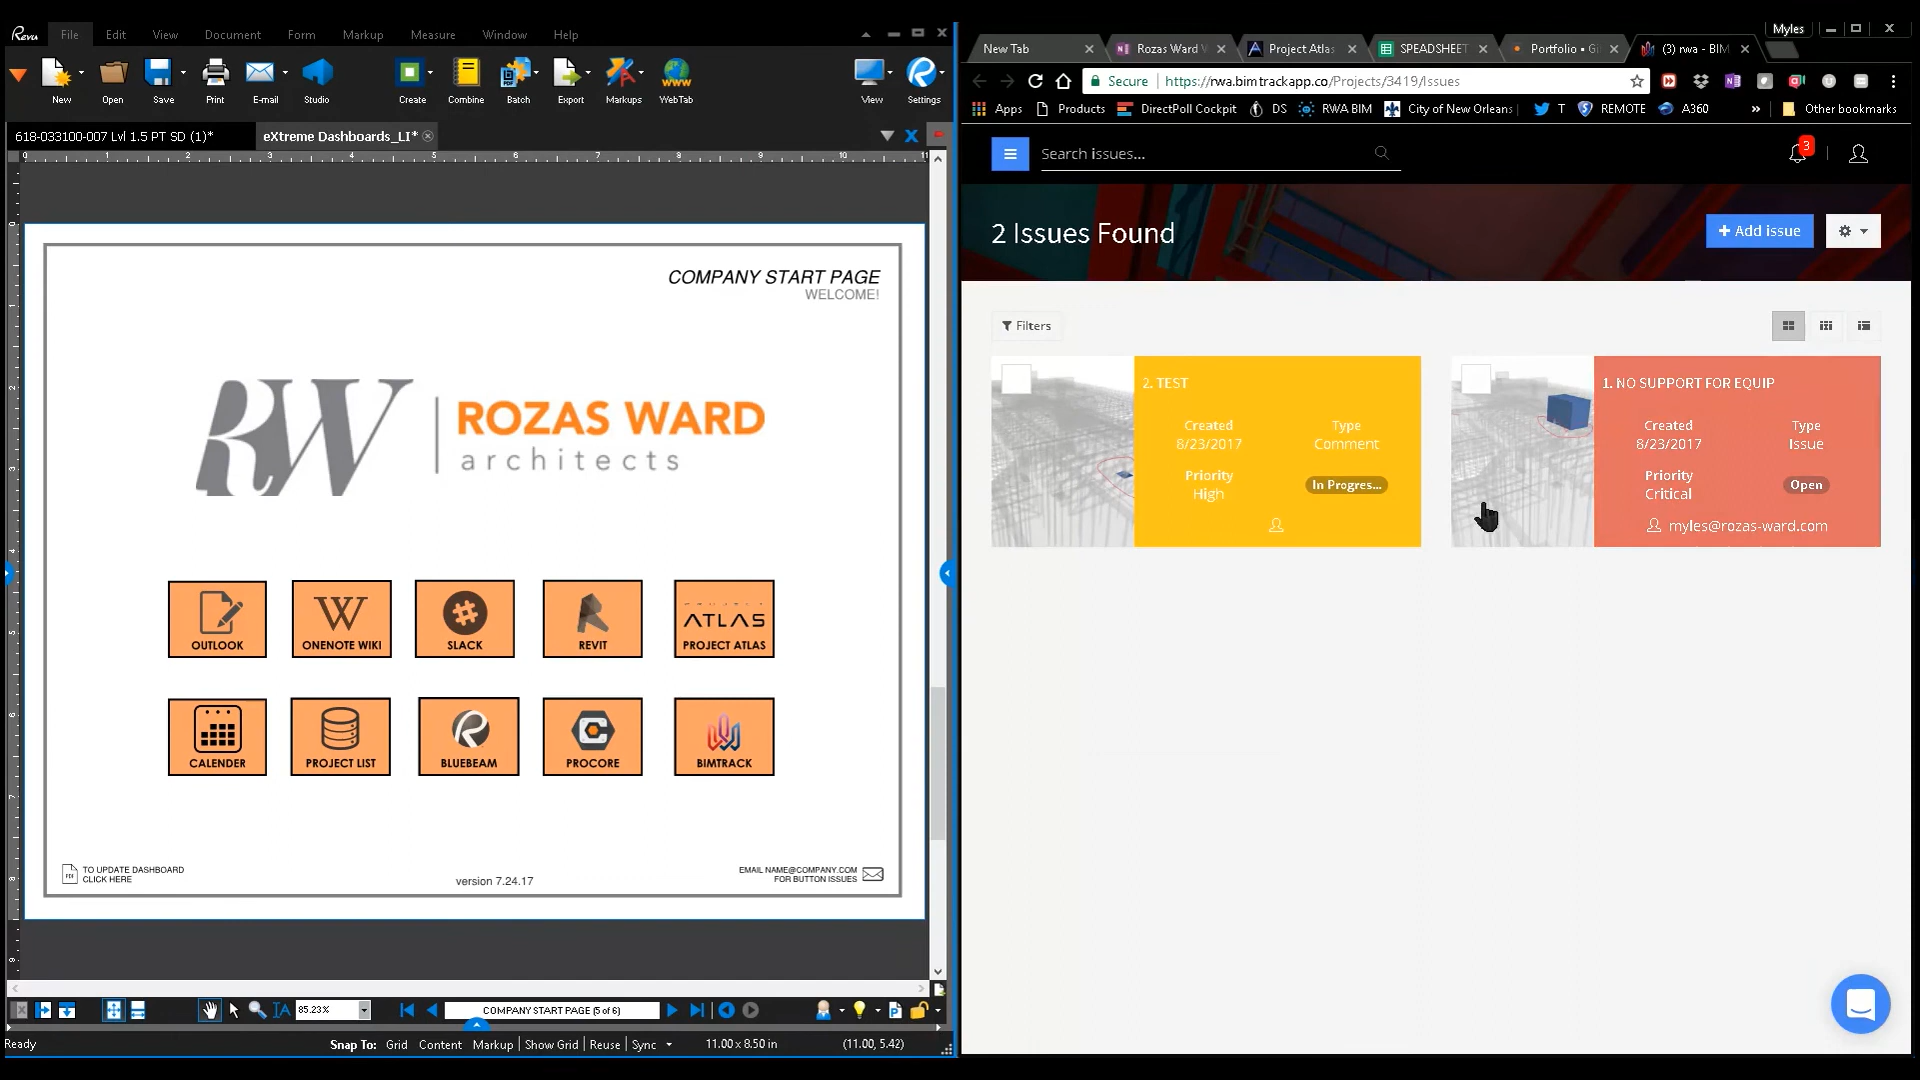 Revu File Edit View Document Form Markup Measure Window Help
New Open Save Print E-mail Studio Create Combine Batch Export Markups WebTab View Settings
618-033100-007 Lvl 1.5 PT SD (1)* eXtreme Dashboards_LI*
COMPANY START PAGE
WELCOME!
RW ROZAS WARD
architects
OUTLOOK ONENOTE WIKI SLACK REVIT ATLAS PROJECT ATLAS
CALENDER PROJECT LIST BLUEBEAM PROCORE BIMTRACK
TO UPDATE DASHBOARD
CLICK HERE
version 7.24.17
EMAIL NAME@COMPANY.COM
FOR BUTTON ISSUES
85.23% COMPANY START PAGE (5 of 6)
Ready Snap To: Grid Content Markup Show Grid Reuse Sync 11.00 x 8.50 in (11.00, 5.42)
Myles
New Tab Rozas Ward Project Atlas SPEADSHEET Portfolio • (3) rwa - BIM
Secure https://rwa.bimtrackapp.co/Projects/3419/Issues
Apps Products DirectPoll Cockpit DS RWA BIM City of New Orleans T REMOTE A360 » Other bookmarks
Search issues... 3
2 Issues Found
+ Add issue
Filters
2. TEST
Created
8/23/2017
Type
Comment
Priority
High
In Progres...
1. NO SUPPORT FOR EQUIP
Created
8/23/2017
Type
Issue
Priority
Critical
Open
myles@rozas-ward.com